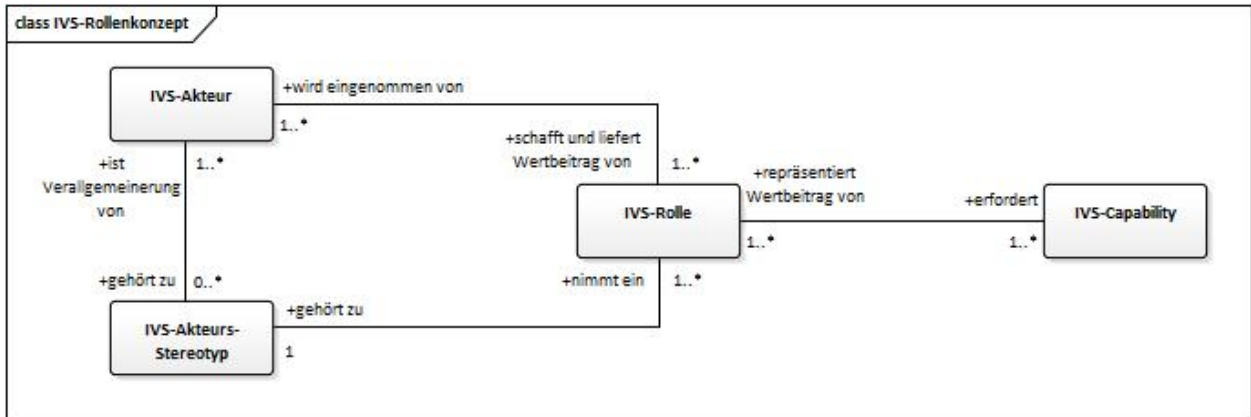 class IVS-Rollenkonzept
IVS-Akteur
+wird eingenommen von
1..*
+schafft und liefert
Wertbeitrag von
1..*
+ist
Verallgemeinerung
von
1..*
+repräsentiert
Wertbeitrag von
+erfordert
IVS-Rolle
IVS-Capability
1..*
1..*
+gehört zu
0..*
+nimmt ein
1..*
IVS-Akteurs-
Stereotyp
+gehört zu
1